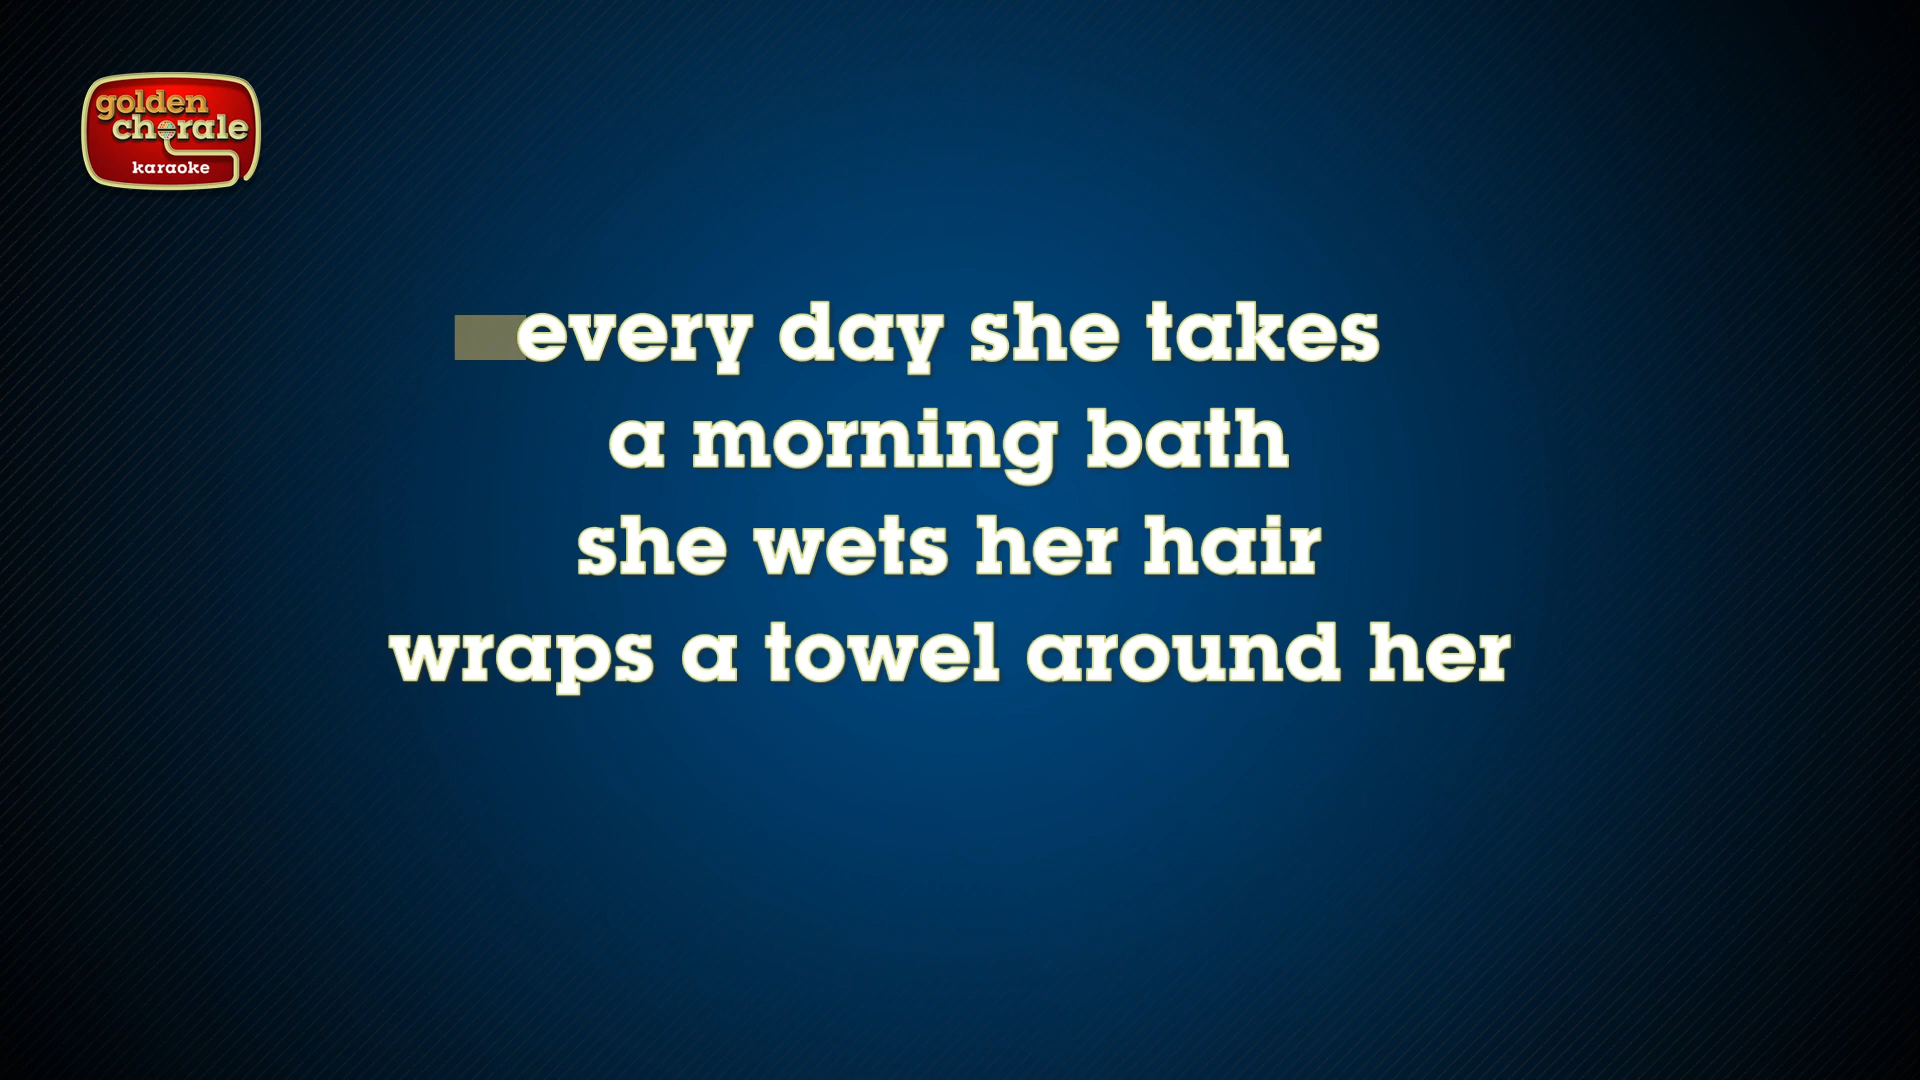 golden
chorale
karaoke
every day she takes
a morning bath
she wets her hair
wraps a towel around her